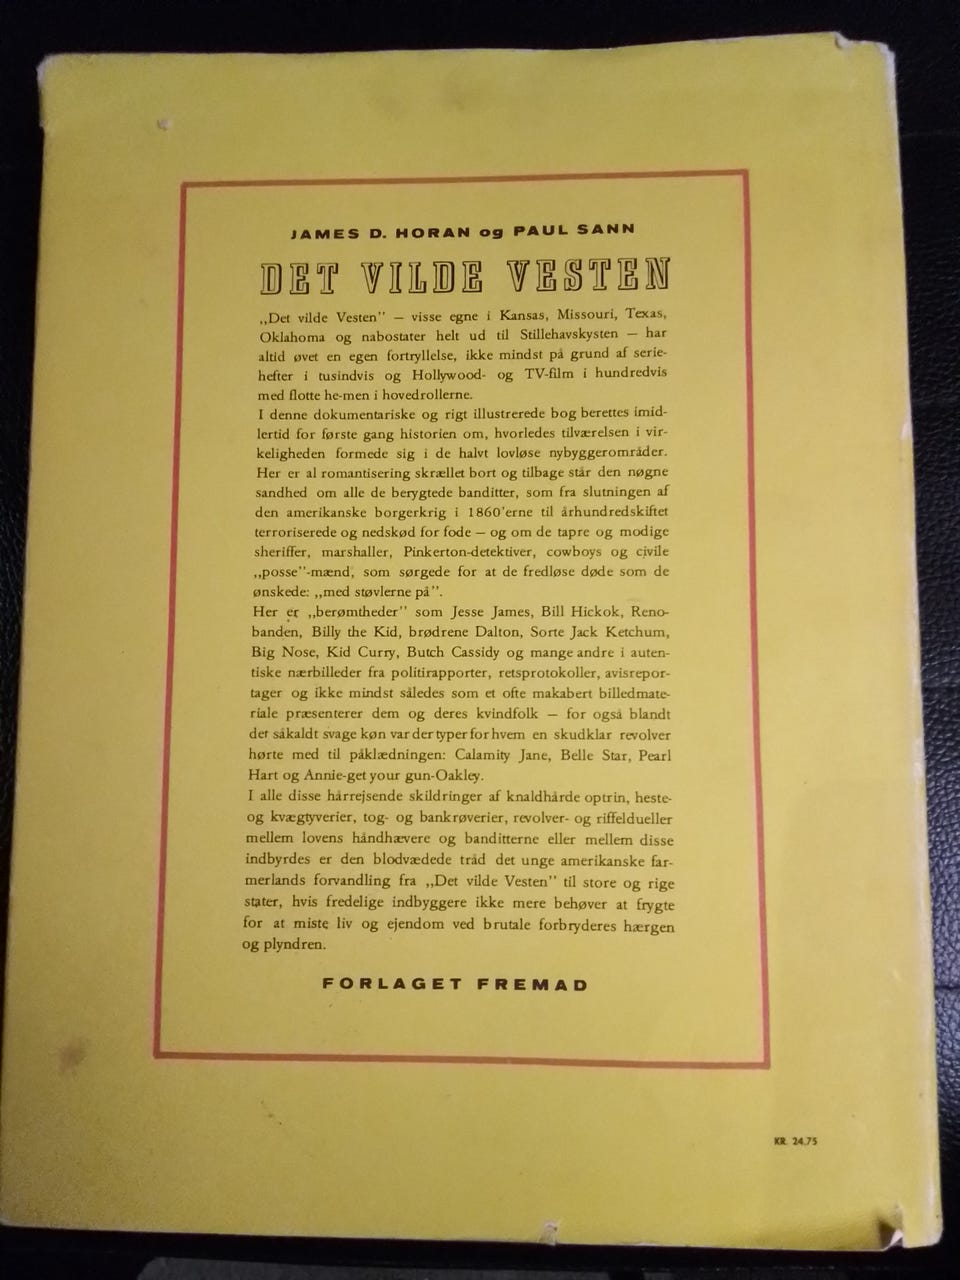 JAMES D. HORAN og PAUL SANN
DET VILDE VESTEN
„Det vilde Vesten” — visse egne i Kansas, Missouri, Texas,
Oklahoma og nabostater helt ud til Stillehavskysten — har
altid øvet en egen fortryllelse, ikke mindst på grund af serie-
hefter i tusindvis og Hollywood- og TV-film i hundredvis
med flotte he-men i hovedrollerne.
I denne dokumentariske og rigt illustrerede bog berettes imid-
lertid for første gang historien om, hvorledes tilværelsen i vir-
keligheden formede sig i de halvt lovløse nybyggerområder.
Her er al romantisering skrællet bort og tilbage står den nøgne
sandhed om alle de berygtede banditter, som fra slutningen af
den amerikanske borgerkrig i 1860'erne til århundredskiftet
terroriserede og nedskød for fode — og om de tapre og modige
sheriffer, marshaller, Pinkerton-detektiver, cowboys og civile
„posse”-mænd, som sørgede for at de fredløse døde som de
ønskede: „med støvlerne på”.
Her er „berømtheder” som Jesse James, Bill Hickok, Reno-
banden, Billy the Kid, brødrene Dalton, Sorte Jack Ketchum,
Big Nose, Kid Curry, Butch Cassidy og mange andre i auten-
tiske nærbilleder fra politirapporter, retsprotokoller, avisrepor-
tager og ikke mindst således som et ofte makabert billedmate-
riale præsenterer dem og deres kvindfolk — for også blandt
det såkaldt svage køn var der typer for hvem en skudklar revolver
hørte med til påklædningen: Calamity Jane, Belle Star, Pearl
Hart og Annie-get your gun-Oakley.
I alle disse hårrejsende skildringer af knaldhårde optrin, heste-
og kvægtyverier, tog- og bankrøverier, revolver- og riffeldueller
mellem lovens håndhævere og banditterne eller mellem disse
indbyrdes er den blodvædede tråd det unge amerikanske far-
merlands forvandling fra „Det vilde Vesten” til store og rige
stater, hvis fredelige indbyggere ikke mere behøver at frygte
for at miste liv og ejendom ved brutale forbryderes hærgen
og plyndren.
FORLAGET FREMAD
KR. 24.75